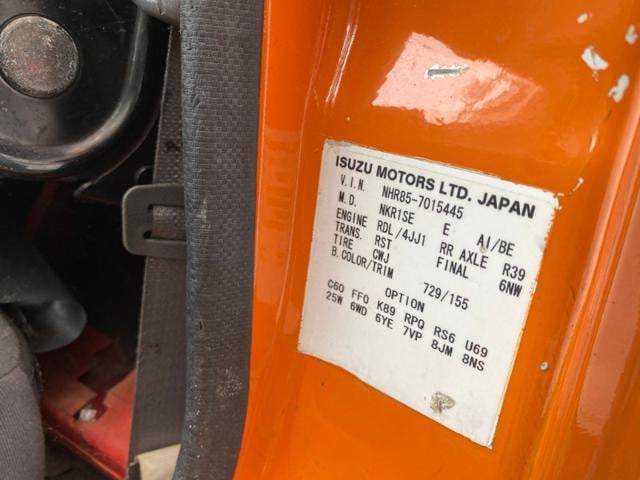 ISUZU MOTORS LTD. JAPAN
V.I.N. NHR85-7015445
M.D. NKR1SE E AI/BE
ENGINE RDL/4JJ1 RR AXLE R39
TRANS. RST FINAL 6NW
TIRE CWJ
B.COLOR/TRIM 729/155
OPTION
C60 FF0 K89 RPQ RS6 U69
25W 6WD 6YE 7VP 8JM 8NS